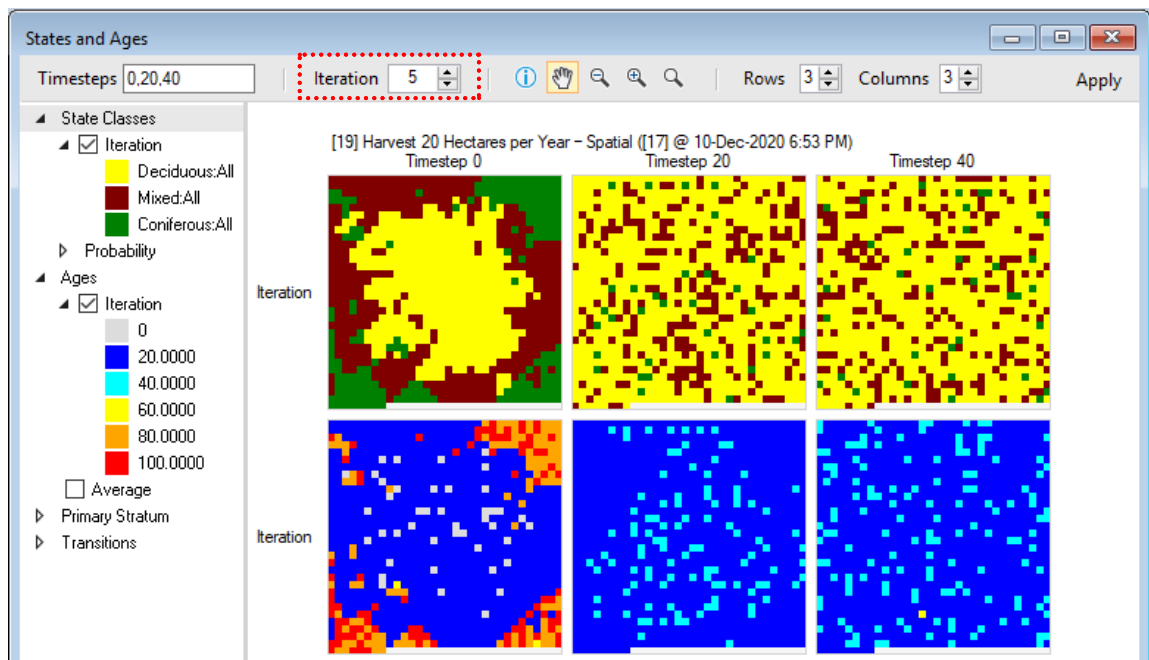 States and Ages
Timesteps 0,20,40 Iteration 5 Rows 3 Columns 3 Apply
State Classes
Iteration
Deciduous:All
Mixed:All
Coniferous:All
Probability
Ages
Iteration
0
20.0000
40.0000
60.0000
80.0000
100.0000
Average
Primary Stratum
Transitions
[19] Harvest 20 Hectares per Year – Spatial ([17] @ 10-Dec-2020 6:53 PM)
Timestep 0 Timestep 20 Timestep 40
Iteration
Iteration